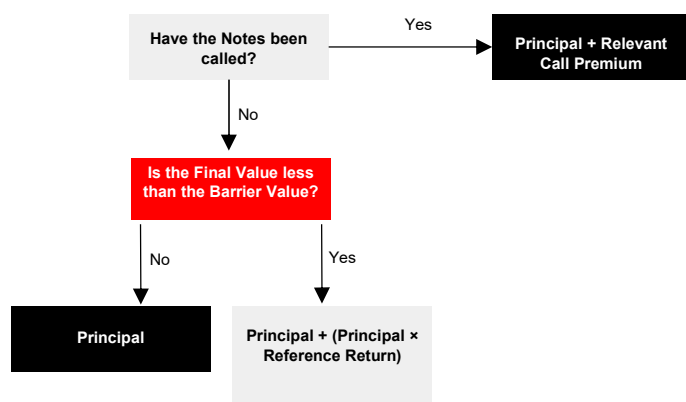 Have the Notes been
called?
Yes
Principal + Relevant
Call Premium
No
Is the Final Value less
than the Barrier Value?
No
Yes
Principal
Principal + (Principal ×
Reference Return)